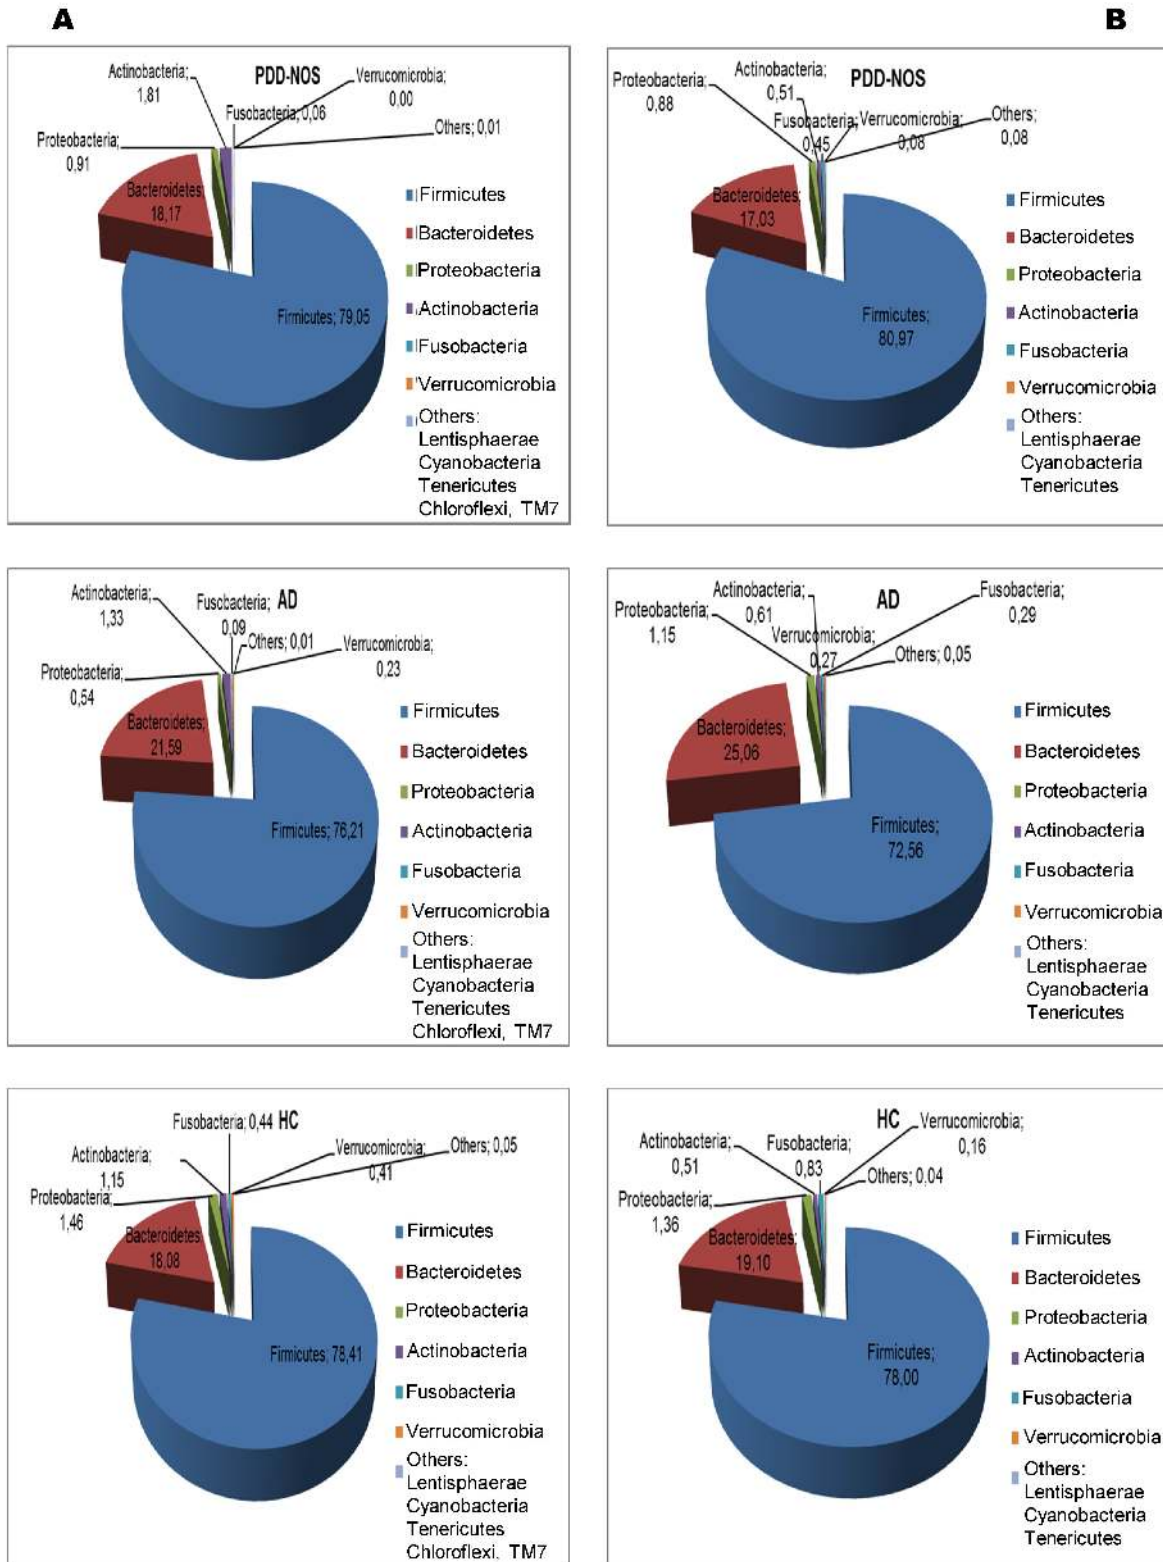 A
B
PDD-NOS
Actinobacteria;
1,81
Verrucomicrobia;
0,00
Fusobacteria; 0,06
Others; 0,01
Proteobacteria;
0,91
Bacteroidetes;
18,17
Firmicutes; 79,05
Firmicutes
Bacteroidetes
Proteobacteria
Actinobacteria
Fusobacteria
Verrucomicrobia
Others:
Lentisphaerae
Cyanobacteria
Tenericutes
Chloroflexi, TM7
PDD-NOS
Actinobacteria;
0,51
Proteobacteria;
0,88
Fusobacteria;
0,45
Verrucomicrobia;
0,08
Others;
0,08
Bacteroidetes;
17,03
Firmicutes;
80,97
Firmicutes
Bacteroidetes
Proteobacteria
Actinobacteria
Fusobacteria
Verrucomicrobia
Others:
Lentisphaerae
Cyanobacteria
Tenericutes
AD
Actinobacteria;
1,33
Fusobacteria;
0,09
Others; 0,01
Verrucomicrobia;
0,23
Proteobacteria;
0,54
Bacteroidetes;
21,59
Firmicutes; 76,21
Firmicutes
Bacteroidetes
Proteobacteria
Actinobacteria
Fusobacteria
Verrucomicrobia
Others:
Lentisphaerae
Cyanobacteria
Tenericutes
Chloroflexi, TM7
AD
Actinobacteria;
0,61
Fusobacteria;
0,29
Proteobacteria;
1,15
Verrucomicrobia;
0,27
Others; 0,05
Bacteroidetes;
25,06
Firmicutes;
72,56
Firmicutes
Bacteroidetes
Proteobacteria
Actinobacteria
Fusobacteria
Verrucomicrobia
Others:
Lentisphaerae
Cyanobacteria
Tenericutes
HC
Fusobacteria; 0,44
Actinobacteria;
1,15
Verrucomicrobia;
0,41
Others; 0,05
Proteobacteria;
1,46
Bacteroidetes;
18,08
Firmicutes; 78,41
Firmicutes
Bacteroidetes
Proteobacteria
Actinobacteria
Fusobacteria
Verrucomicrobia
Others:
Lentisphaerae
Cyanobacteria
Tenericutes
Chloroflexi, TM7
HC
Actinobacteria;
0,51
Fusobacteria;
0,83
Verrucomicrobia;
0,16
Others; 0,04
Proteobacteria;
1,36
Bacteroidetes;
19,10
Firmicutes;
78,00
Firmicutes
Bacteroidetes
Proteobacteria
Actinobacteria
Fusobacteria
Verrucomicrobia
Others:
Lentisphaerae
Cyanobacteria
Tenericutes